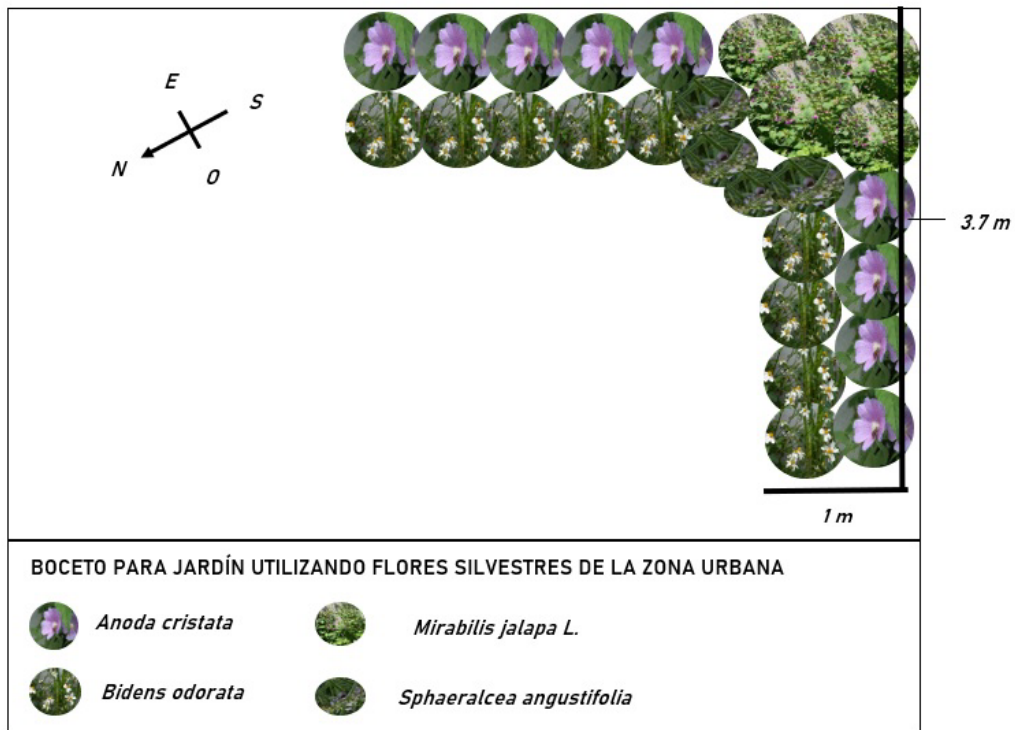 E
S
N
O
3.7 m
1 m
BOCETO PARA JARDÍN UTILIZANDO FLORES SILVESTRES DE LA ZONA URBANA
Anoda cristata
Mirabilis jalapa L.
Bidens odorata
Sphaeralcea angustifolia